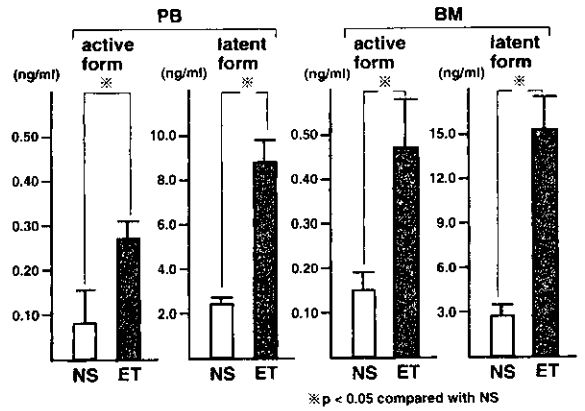 PB BM
active form latent form active form latent form
(ng/ml) (ng/ml) (ng/ml) (ng/ml)
※ ※ ※ ※
0.50 0.40 0.30 0.20 0.10
10.0 8.0 6.0 4.0 2.0
0.50 0.40 0.30 0.20 0.10
15.0 12.0 9.0 6.0 3.0
NS ET NS ET NS ET NS ET
※ p < 0.05 compared with NS